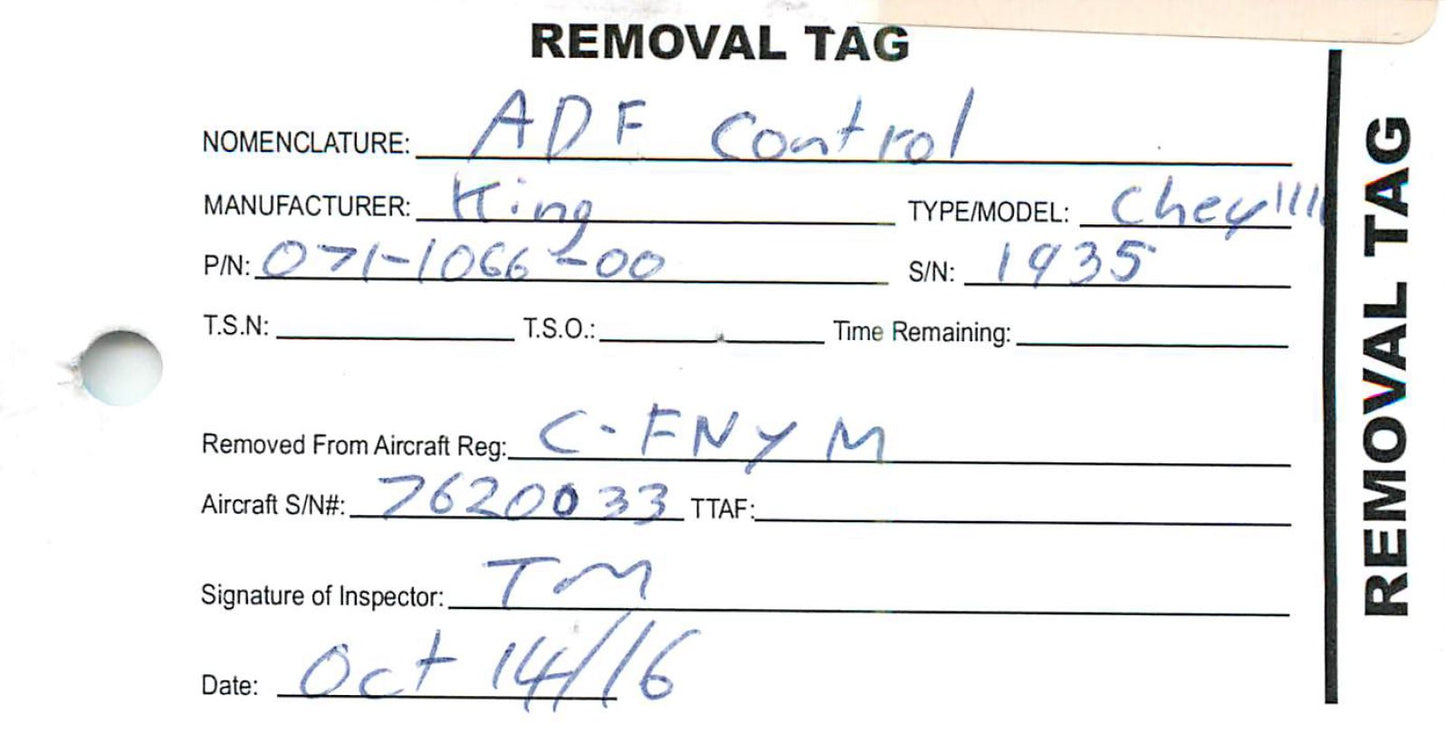 REMOVAL TAG
NOMENCLATURE: ADF Control
MANUFACTURER: King TYPE/MODEL: Chey IIII
P/N: 071-1066-00 S/N: 1935
T.S.N: T.S.O.: Time Remaining:
Removed From Aircraft Reg: C-FNYM
Aircraft S/N#: 7620033 TTAF:
Signature of Inspector: TM
Date: Oct 14/16
REMOVAL TAG